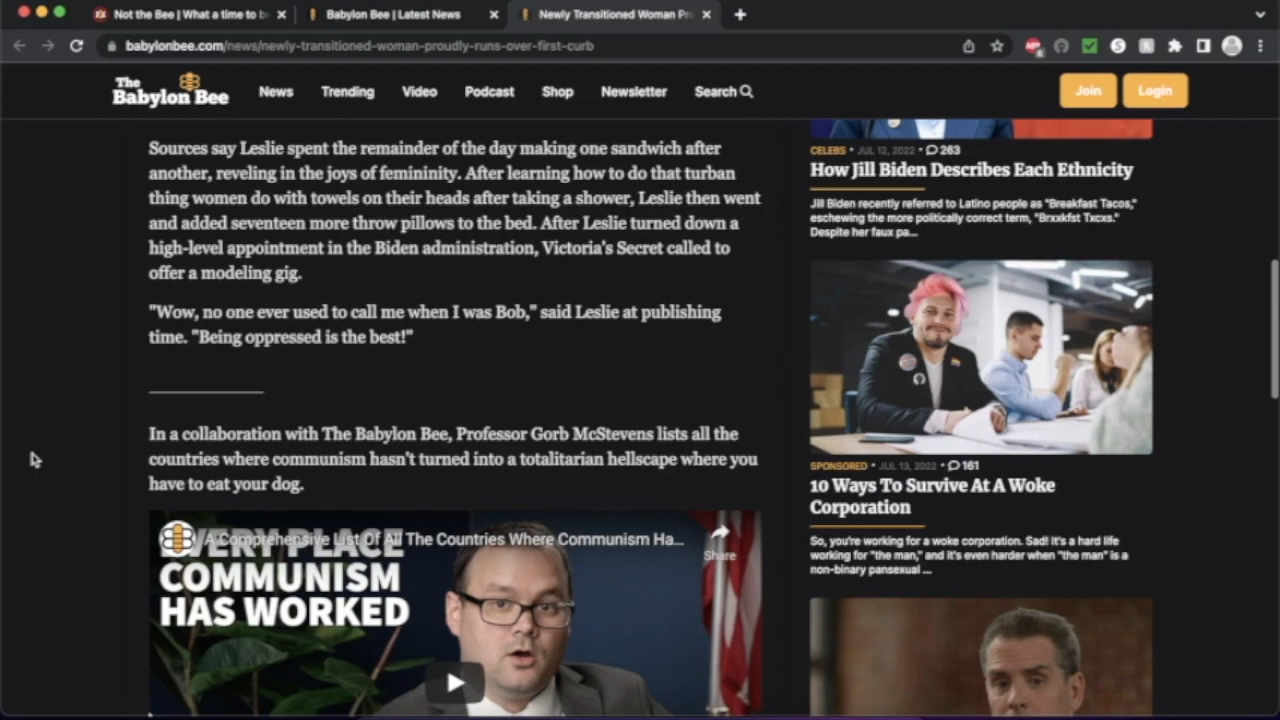 Not the Bee | What a time to be
Babylon Bee | Latest News
Newly Transitioned Woman Pro
babylonbee.com/news/newly-transitioned-woman-proudly-runs-over-first-curb
The Babylon Bee
News
Trending
Video
Podcast
Shop
Newsletter
Search
Join
Login
Sources say Leslie spent the remainder of the day making one sandwich after
another, reveling in the joys of femininity. After learning how to do that turban
thing women do with towels on their heads after taking a shower, Leslie then went
and added seventeen more throw pillows to the bed. After Leslie turned down a
high-level appointment in the Biden administration, Victoria's Secret called to
offer a modeling gig.
"Wow, no one ever used to call me when I was Bob," said Leslie at publishing
time. "Being oppressed is the best!"
In a collaboration with The Babylon Bee, Professor Gorb McStevens lists all the
countries where communism hasn't turned into a totalitarian hellscape where you
have to eat your dog.
A Comprehensive List Of All The Countries Where Communism Ha...
Share
EVERY PLACE
COMMUNISM
HAS WORKED
CELEBS • JUL 12, 2022 • 263
How Jill Biden Describes Each Ethnicity
Jill Biden recently referred to Latino people as "Breakfast Tacos,"
eschewing the more politically correct term, "Brxxkfst Txcxs."
Despite her faux pa...
SPONSORED • JUL 13, 2022 • 161
10 Ways To Survive At A Woke
Corporation
So, you're working for a woke corporation. Sad! It's a hard life
working for "the man," and it's even harder when "the man" is a
non-binary pansexual ...